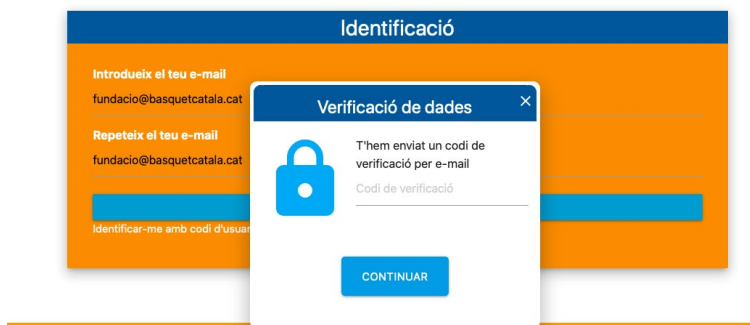 Identificació
Introdueix el teu e-mail
fundacio@basquetcatala.cat
Repeteix el teu e-mail
fundacio@basquetcatala.cat
Identificar-me amb codi d'usuar
Verificació de dades
T'hem enviat un codi de
verificació per e-mail
Codi de verificació
CONTINUAR